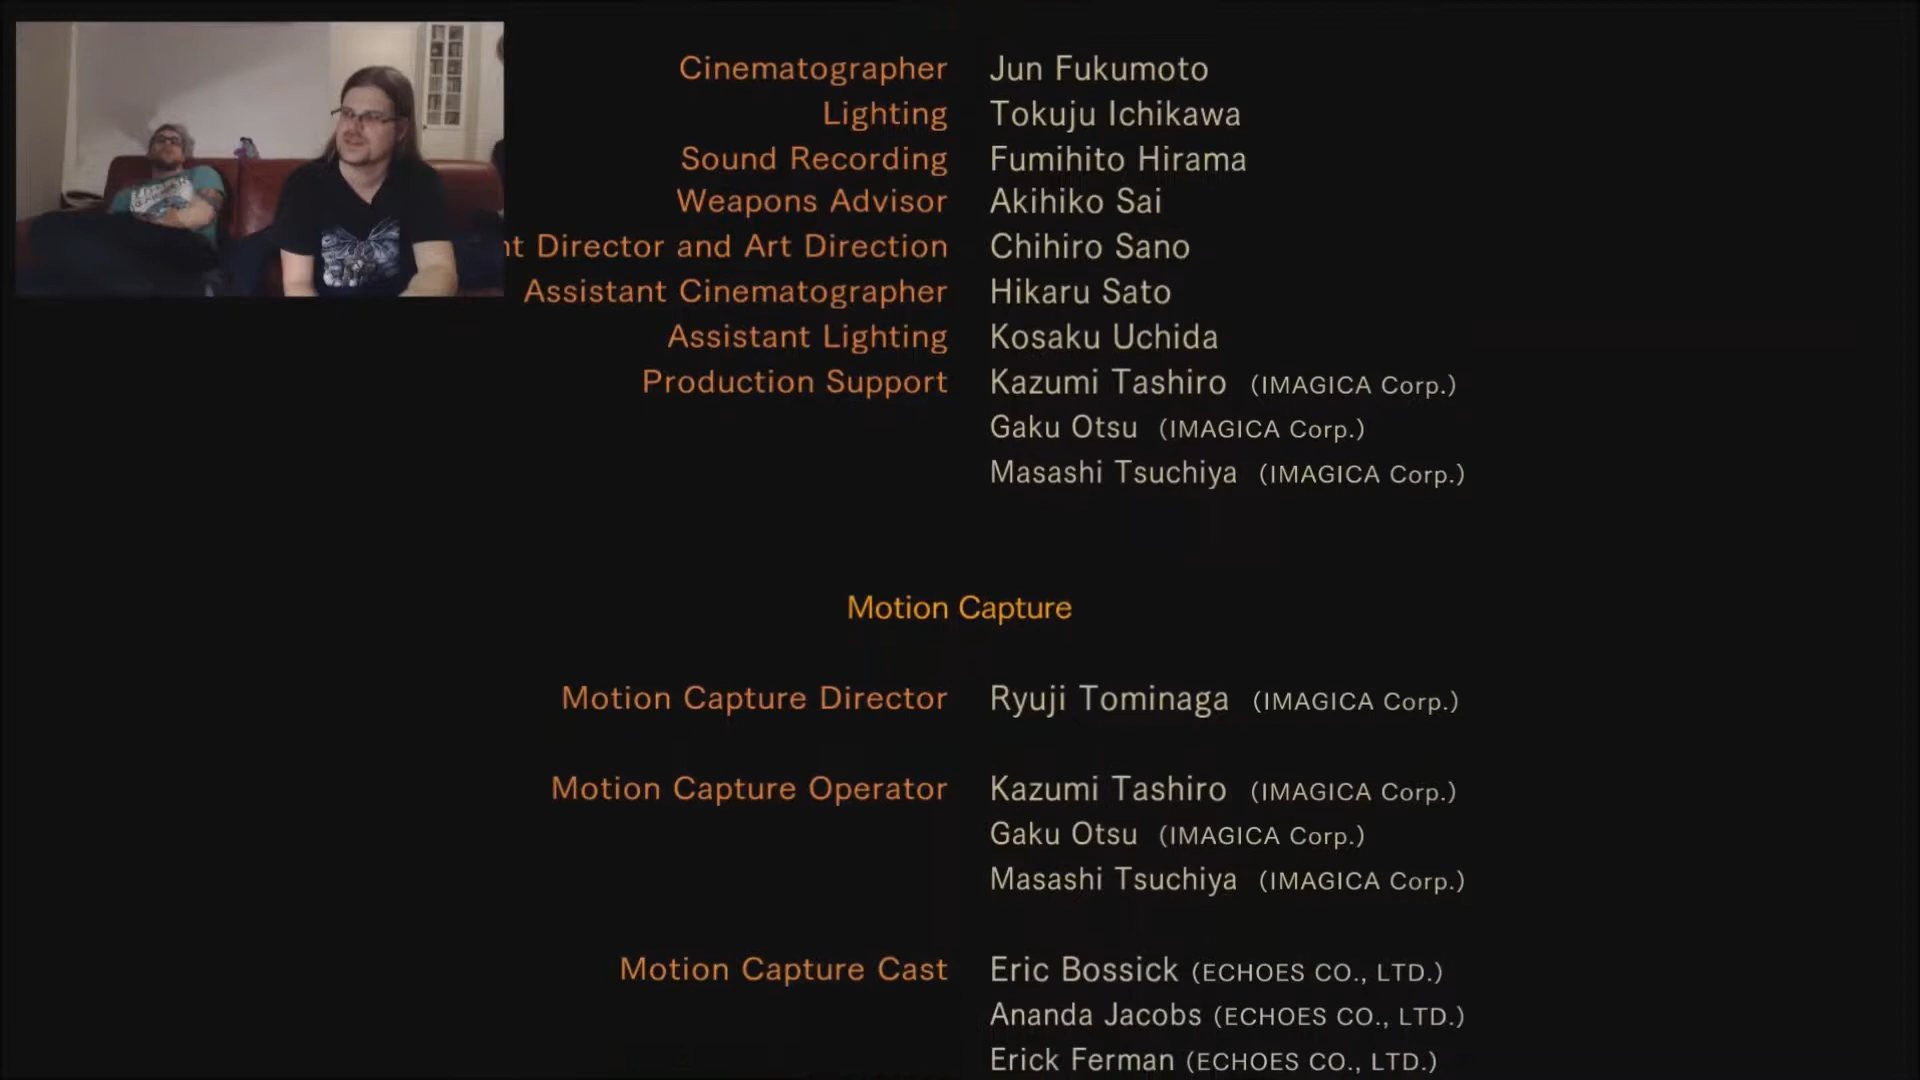 Cinematographer Jun Fukumoto
Lighting Tokuju Ichikawa
Sound Recording Fumihito Hirama
Weapons Advisor Akihiko Sai
Director and Art Direction Chihiro Sano
Assistant Cinematographer Hikaru Sato
Assistant Lighting Kosaku Uchida
Production Support Kazumi Tashiro (IMAGICA Corp.)
Gaku Otsu (IMAGICA Corp.)
Masashi Tsuchiya (IMAGICA Corp.)
Motion Capture
Motion Capture Director Ryuji Tominaga (IMAGICA Corp.)
Motion Capture Operator Kazumi Tashiro (IMAGICA Corp.)
Gaku Otsu (IMAGICA Corp.)
Masashi Tsuchiya (IMAGICA Corp.)
Motion Capture Cast Eric Bossick (ECHOES CO., LTD.)
Ananda Jacobs (ECHOES CO., LTD.)
Erick Ferman (ECHOES CO., LTD.)